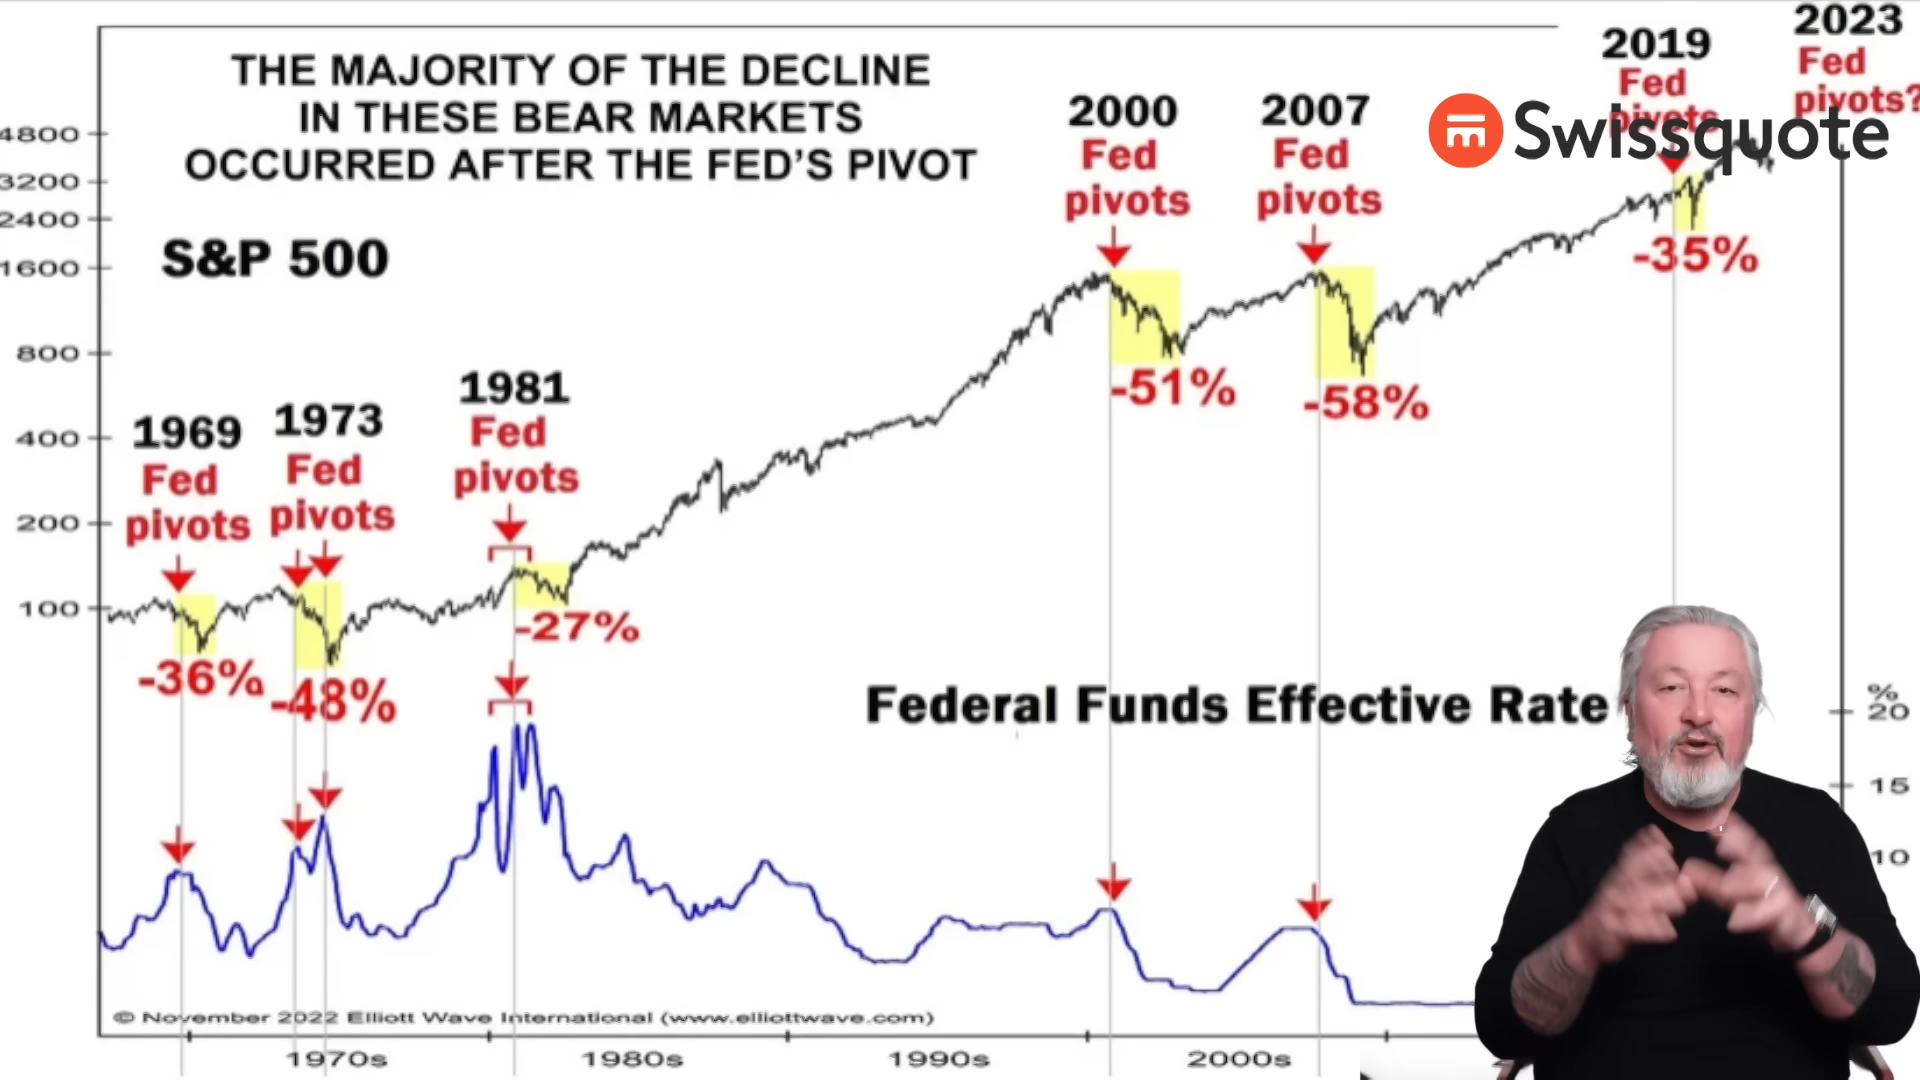 THE MAJORITY OF THE DECLINE
IN THESE BEAR MARKETS
OCCURRED AFTER THE FED'S PIVOT
S&P 500
4800
3200
2400
1600
800
400
200
100
1969
Fed
pivots
-36%
1973
Fed
pivots
-48%
1981
Fed
pivots
-27%
2000
Fed
pivots
-51%
2007
Fed
pivots
-58%
2019
Fed
pivots
-35%
2023
Fed
pivots?
Swissquote
Federal Funds Effective Rate
%
20
15
10
© November 2022 Elliott Wave International (www.elliottwave.com)
1970s
1980s
1990s
2000s